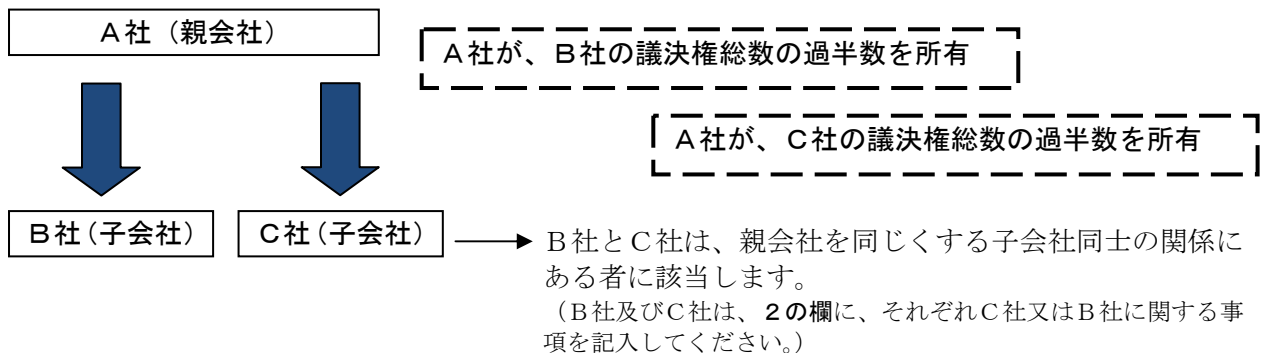 Ａ社（親会社）
Ａ社が、Ｂ社の議決権総数の過半数を所有
Ａ社が、Ｃ社の議決権総数の過半数を所有
Ｂ社（子会社）
Ｃ社（子会社）
Ｂ社とＣ社は、親会社を同じくする子会社同士の関係に
ある者に該当します。
（Ｂ社及びＣ社は、２の欄に、それぞれＣ社又はＢ社に関する事
項を記入してください。）